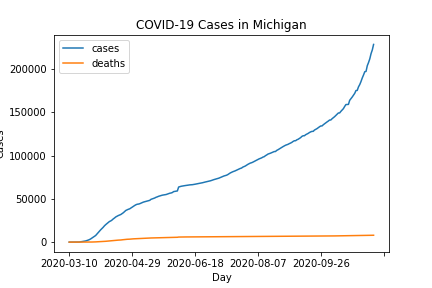 COVID-19 Cases in Michigan
cases
deaths
200000
150000
100000
50000
0
cases
2020-03-10 2020-04-29 2020-06-18 2020-08-07 2020-09-26
Day